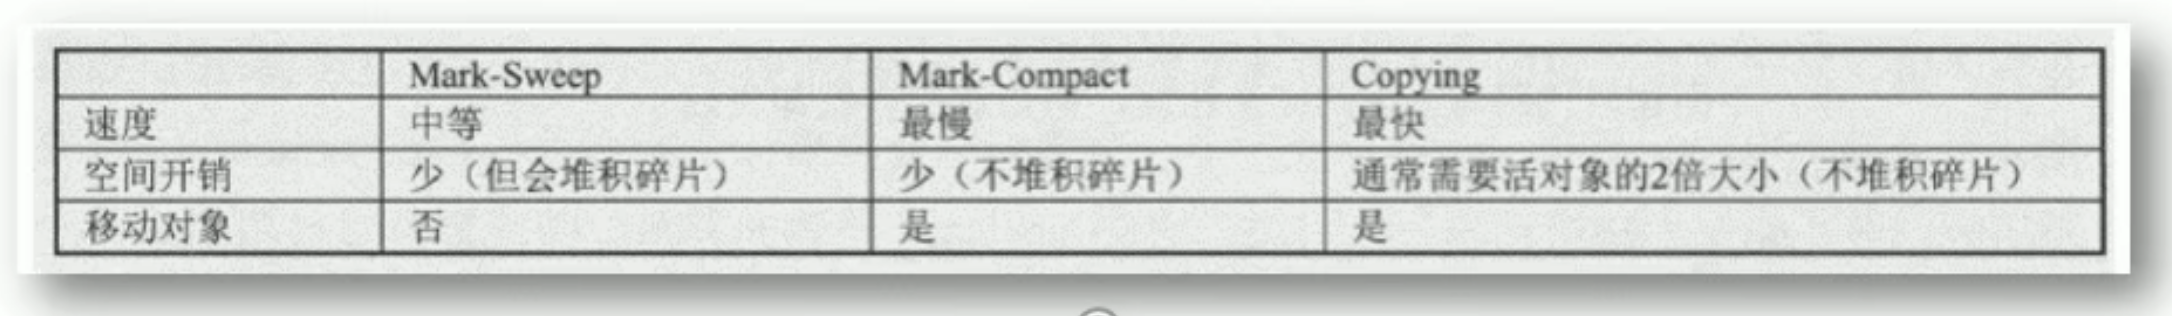 Mark-Sweep Mark-Compact Copying
速度 中等 最慢 最快
空间开销 少（但会堆积碎片） 少（不堆积碎片） 通常需要活对象的2倍大小（不堆积碎片）
移动对象 否 是 是